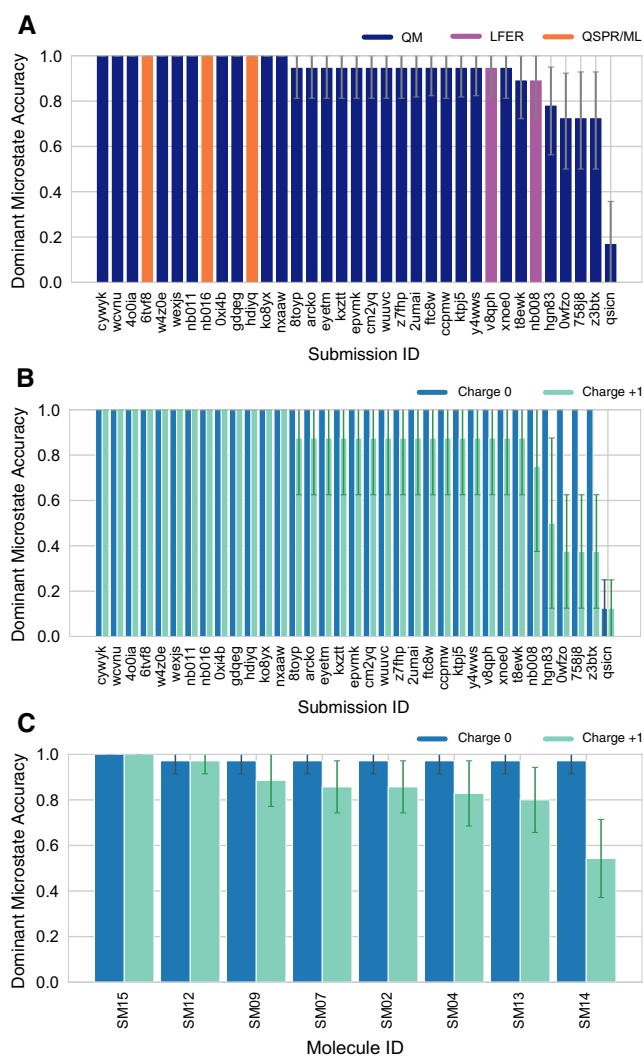 A
QM LFER QSPR/ML
1.0
0.8
0.6
0.4
0.2
0.0
Dominant Microstate Accuracy
cywyk wcvnu 4o0ia 6tvf8 w4z0e wexjs nb011 nb016 0xi4b gdqeg hdiyq ko8yx nxaaw 8toyp arcko eyetm kxztt epvmk cm2yq wuuvc z7fhp 2umai ftc8w ccpmw ktpj5 y4wws v8qph xnoe0 t8ewk nb008 hgn83 0wfzo 758j8 z3btx qsicn
Submission ID
B
Charge 0 Charge +1
1.0
0.8
0.6
0.4
0.2
0.0
Dominant Microstate Accuracy
cywyk wcvnu 4o0ia 6tvf8 w4z0e wexjs nb011 nb016 0xi4b gdqeg hdiyq ko8yx nxaaw 8toyp arcko eyetm kxztt epvmk cm2yq wuuvc z7fhp 2umai ftc8w ccpmw ktpj5 y4wws v8qph xnoe0 t8ewk nb008 hgn83 0wfzo 758j8 z3btx qsicn
Submission ID
C
Charge 0 Charge +1
1.0
0.8
0.6
0.4
0.2
0.0
Dominant Microstate Accuracy
SM15 SM12 SM09 SM07 SM02 SM04 SM13 SM14
Molecule ID